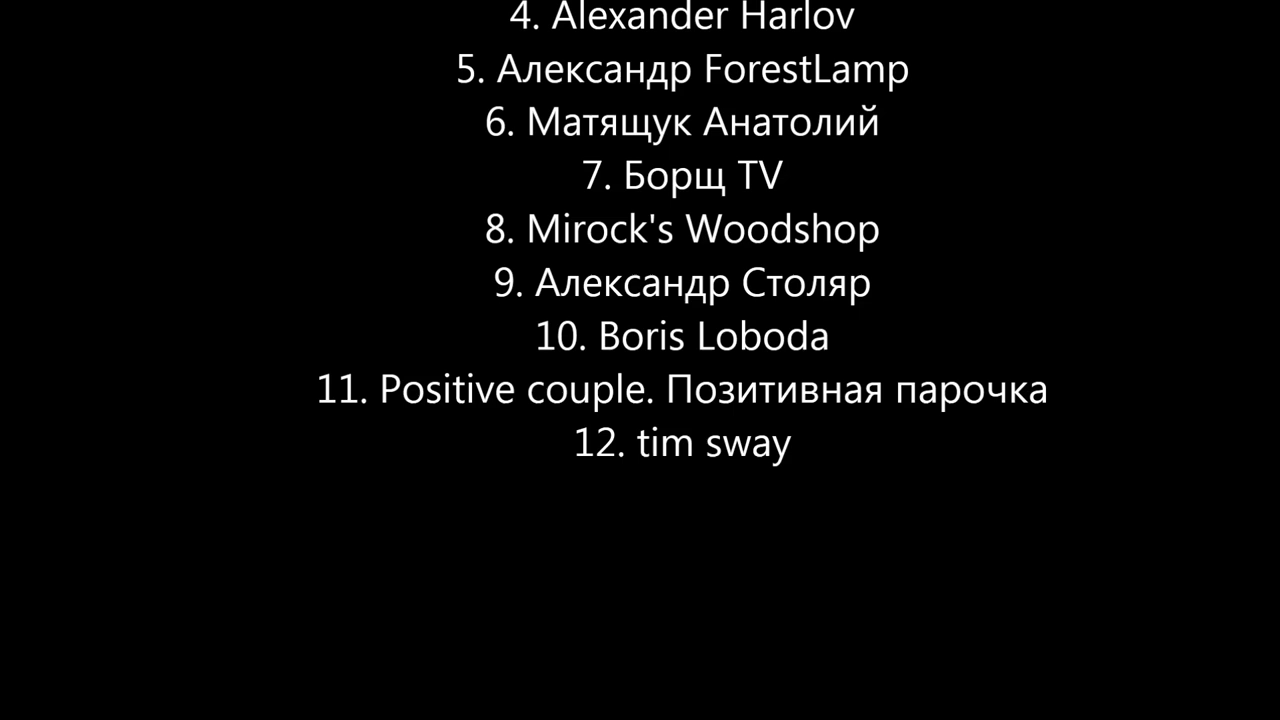 4. Alexander Harlov
5. Александр ForestLamp
6. Матящук Анатолий
7. Борщ TV
8. Mirock's Woodshop
9. Александр Столяр
10. Boris Loboda
11. Positive couple. Позитивная парочка
12. tim sway